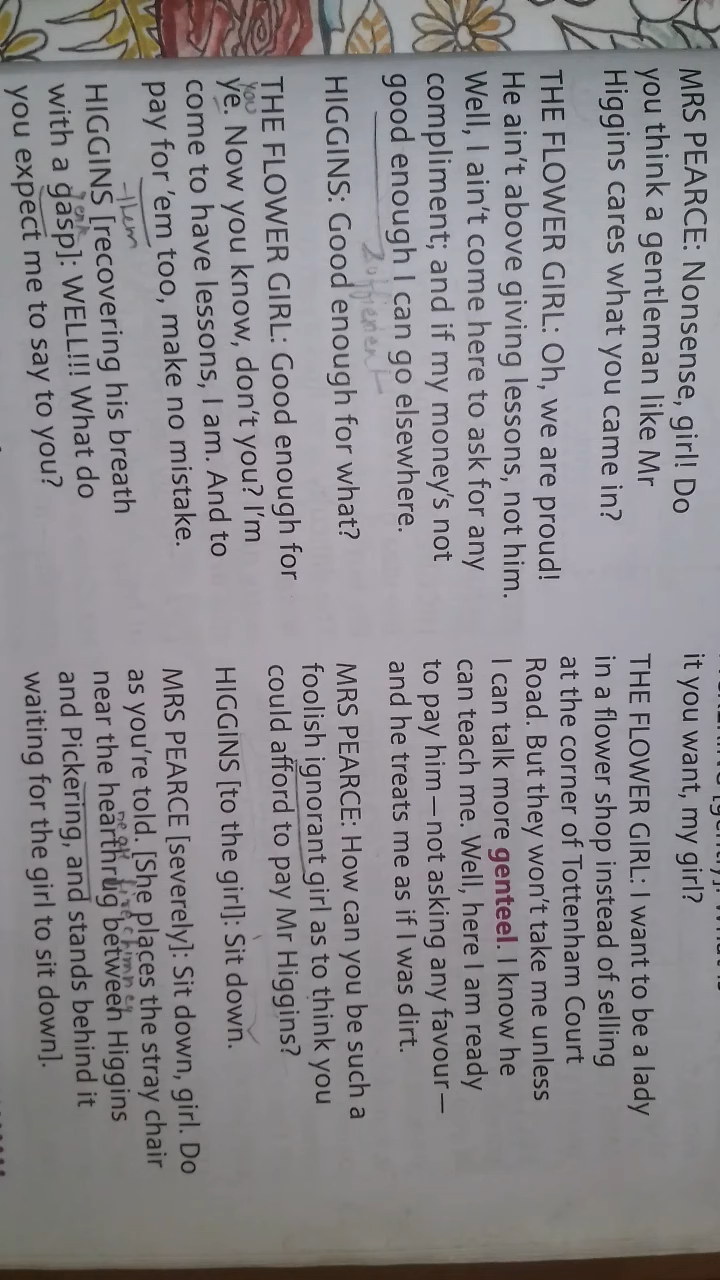 MRS PEARCE: Nonsense, girl! Do
you think a gentleman like Mr
Higgins cares what you came in?
THE FLOWER GIRL: Oh, we are proud!
He ain't above giving lessons, not him.
Well, I ain't come here to ask for any
compliment; and if my money's not
good enough I can go elsewhere.
HIGGINS: Good enough for what?
THE FLOWER GIRL: Good enough for
you
ye. Now you know, don't you? I'm
come to have lessons, I am. And to
pay for 'em too, make no mistake.
-them
HIGGINS [recovering his breath
with a gasp]: WELL!!! What do
you expect me to say to you?
it you want, my girl?
THE FLOWER GIRL: I want to be a lady
in a flower shop instead of selling
at the corner of Tottenham Court
Road. But they won't take me unless
I can talk more genteel. I know he
can teach me. Well, here I am ready
to pay him—not asking any favour—
and he treats me as if I was dirt.
MRS PEARCE: How can you be such a
foolish ignorant girl as to think you
could afford to pay Mr Higgins?
HIGGINS [to the girl]: Sit down.
MRS PEARCE [severely]: Sit down, girl. Do
as you're told. [She places the stray chair
near the hearthrug between Higgins
and Pickering, and stands behind it
waiting for the girl to sit down].